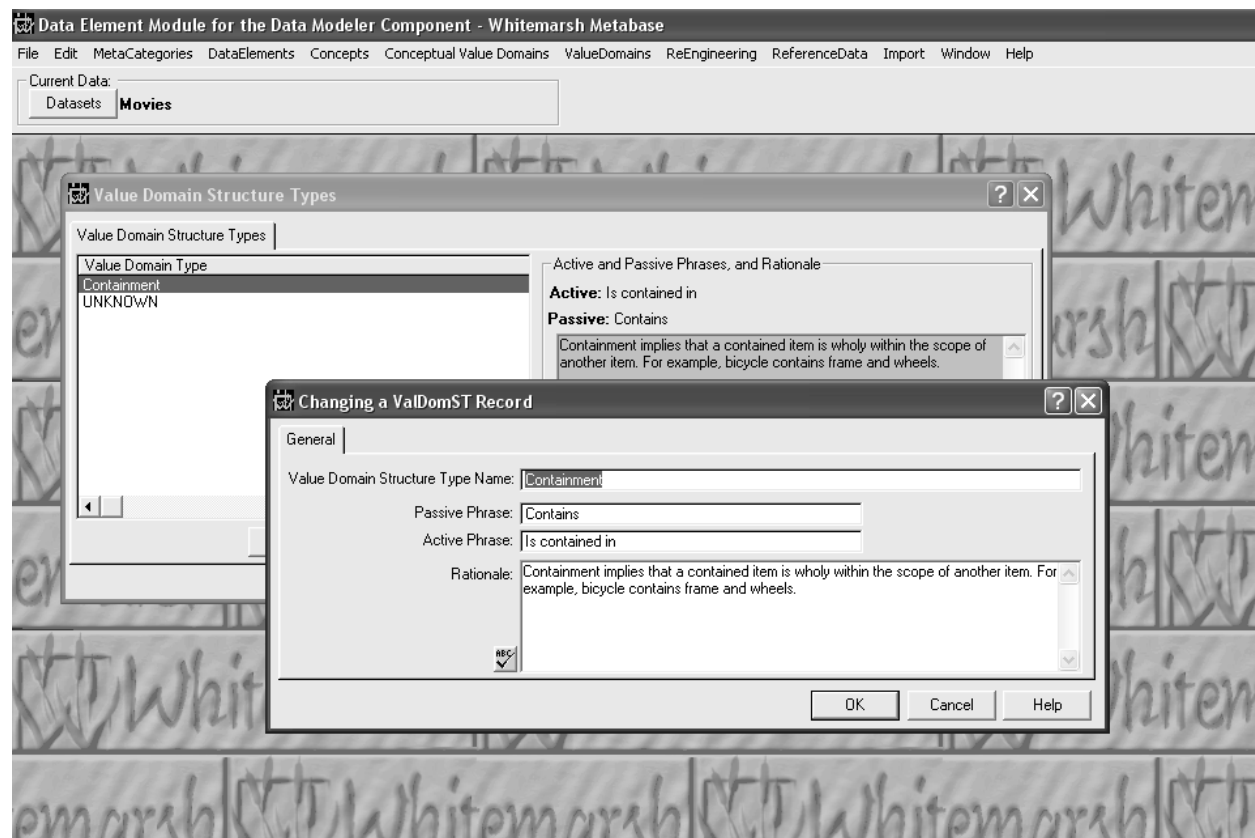 Data Element Module for the Data Modeler Component - Whitemarsh Metabase
File Edit MetaCategories DataElements Concepts Conceptual Value Domains ValueDomains ReEngineering ReferenceData Import Window Help
Current Data:
Datasets Movies
Value Domain Structure Types
Value Domain Structure Types
Value Domain Type
Containment
UNKNOWN
Active and Passive Phrases, and Rationale
Active: Is contained in
Passive: Contains
Containment implies that a contained item is wholy within the scope of
another item. For example, bicycle contains frame and wheels.
Changing a ValDomST Record
General
Value Domain Structure Type Name: Containment
Passive Phrase: Contains
Active Phrase: Is contained in
Rationale: Containment implies that a contained item is wholy within the scope of another item. For
example, bicycle contains frame and wheels.
ABC
OK Cancel Help
Whitemarsh